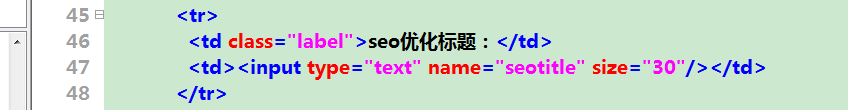 45 <tr>
46 <td class="label">seo优化标题：</td>
47 <td><input type="text" name="seotitle" size="30"/></td>
48 </tr>